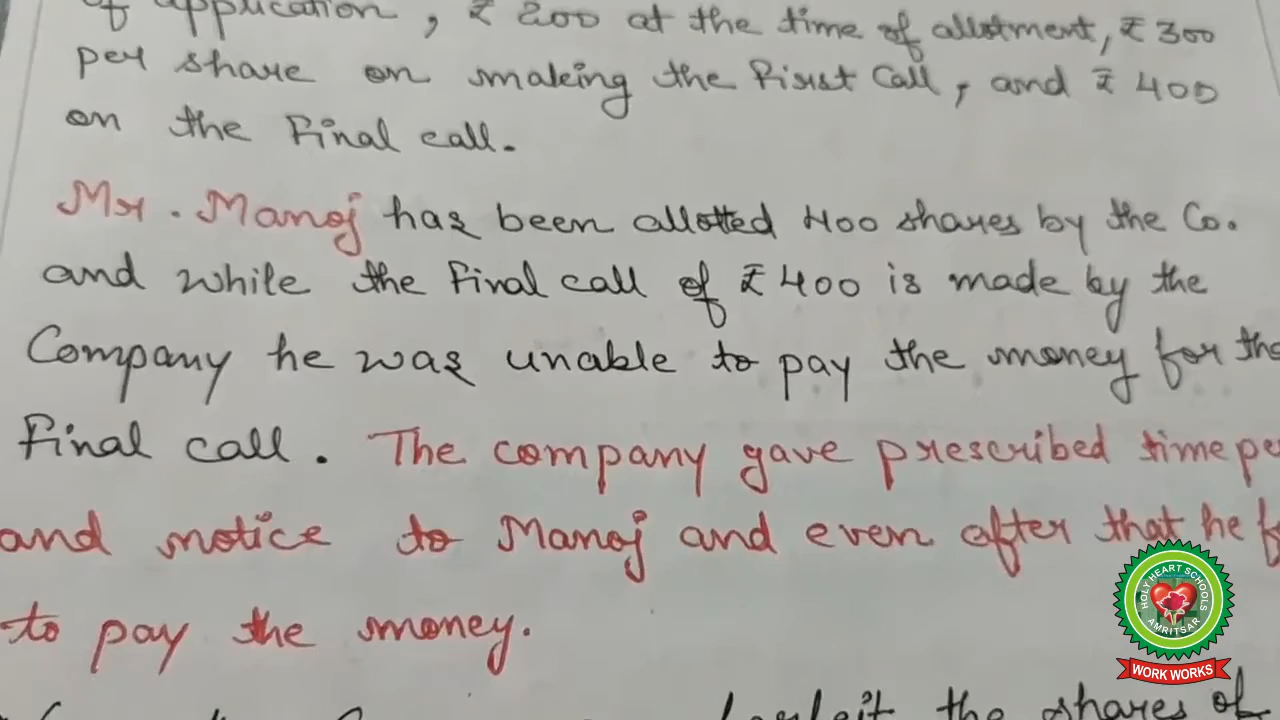 of application, ₹ 200 at the time of allotment, ₹ 300
per share on making the First Call, and ₹ 400
on the Final call.
Mr. Manoj has been allotted 400 shares by the Co.
and while the Final call of ₹ 400 is made by the
Company he was unable to pay the money for the
Final call. The company gave prescribed time pe
and notice to Manoj and even after that he f
to pay the money.
the shares of
HOLY HEART SCHOOLS
AMRITSAR
WORK WORKS